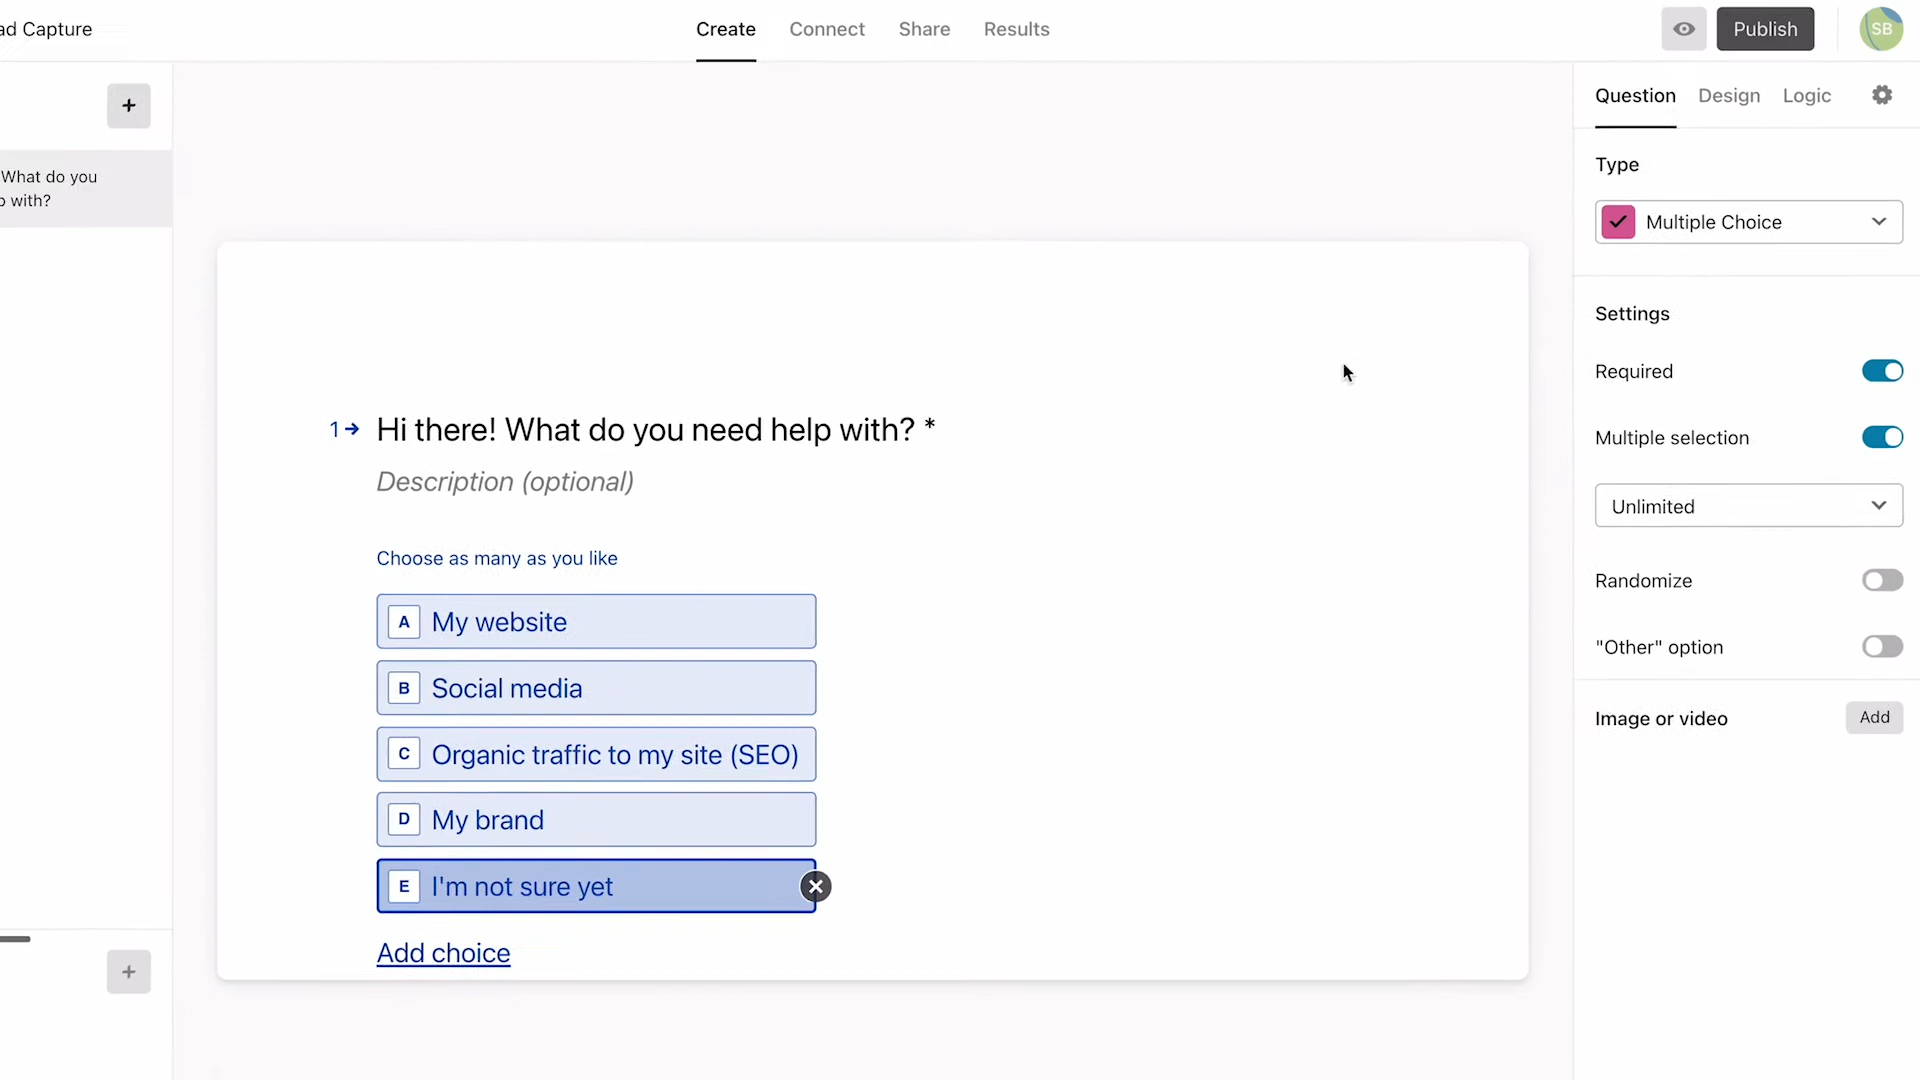 ad Capture
Create
Connect
Share
Results
Publish
SB
+
What do you
with?
+
1
Hi there! What do you need help with? *
Description (optional)
Choose as many as you like
A My website
B Social media
C Organic traffic to my site (SEO)
D My brand
E I'm not sure yet
Add choice
Question
Design
Logic
Type
Multiple Choice
Settings
Required
Multiple selection
Unlimited
Randomize
"Other" option
Image or video
Add